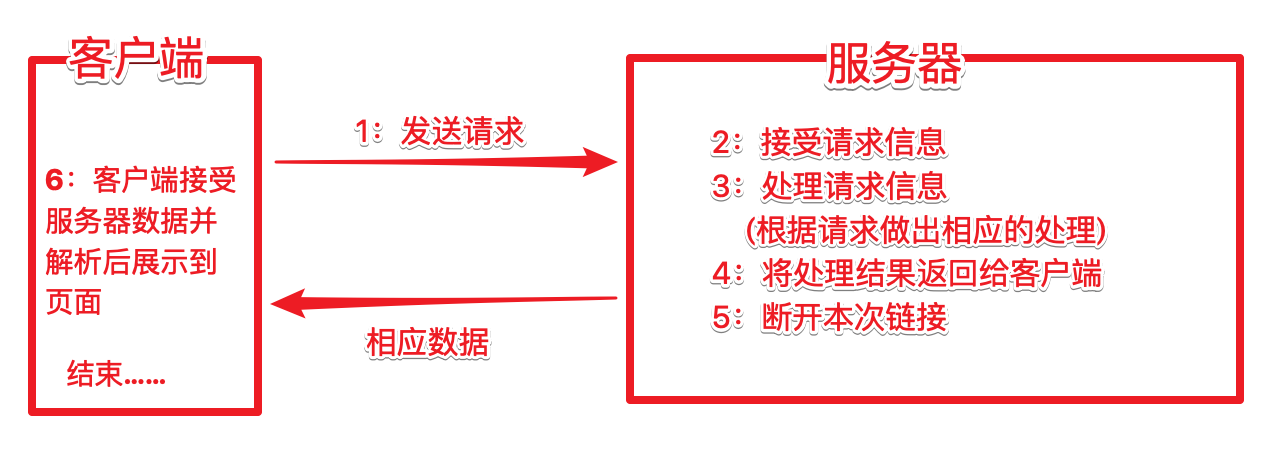 客户端
服务器
1：发送请求
2：接受请求信息
3：处理请求信息
(根据请求做出相应的处理)
4：将处理结果返回给客户端
5：断开本次链接
相应数据
6：客户端接受
服务器数据并
解析后展示到
页面
结束……